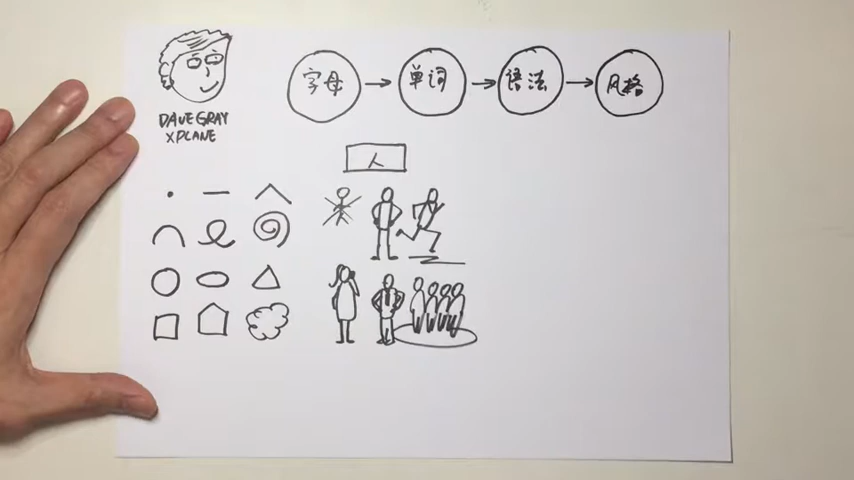 字母 → 单词 → 语法 → 风格
DAVE GRAY
XPLANE
人